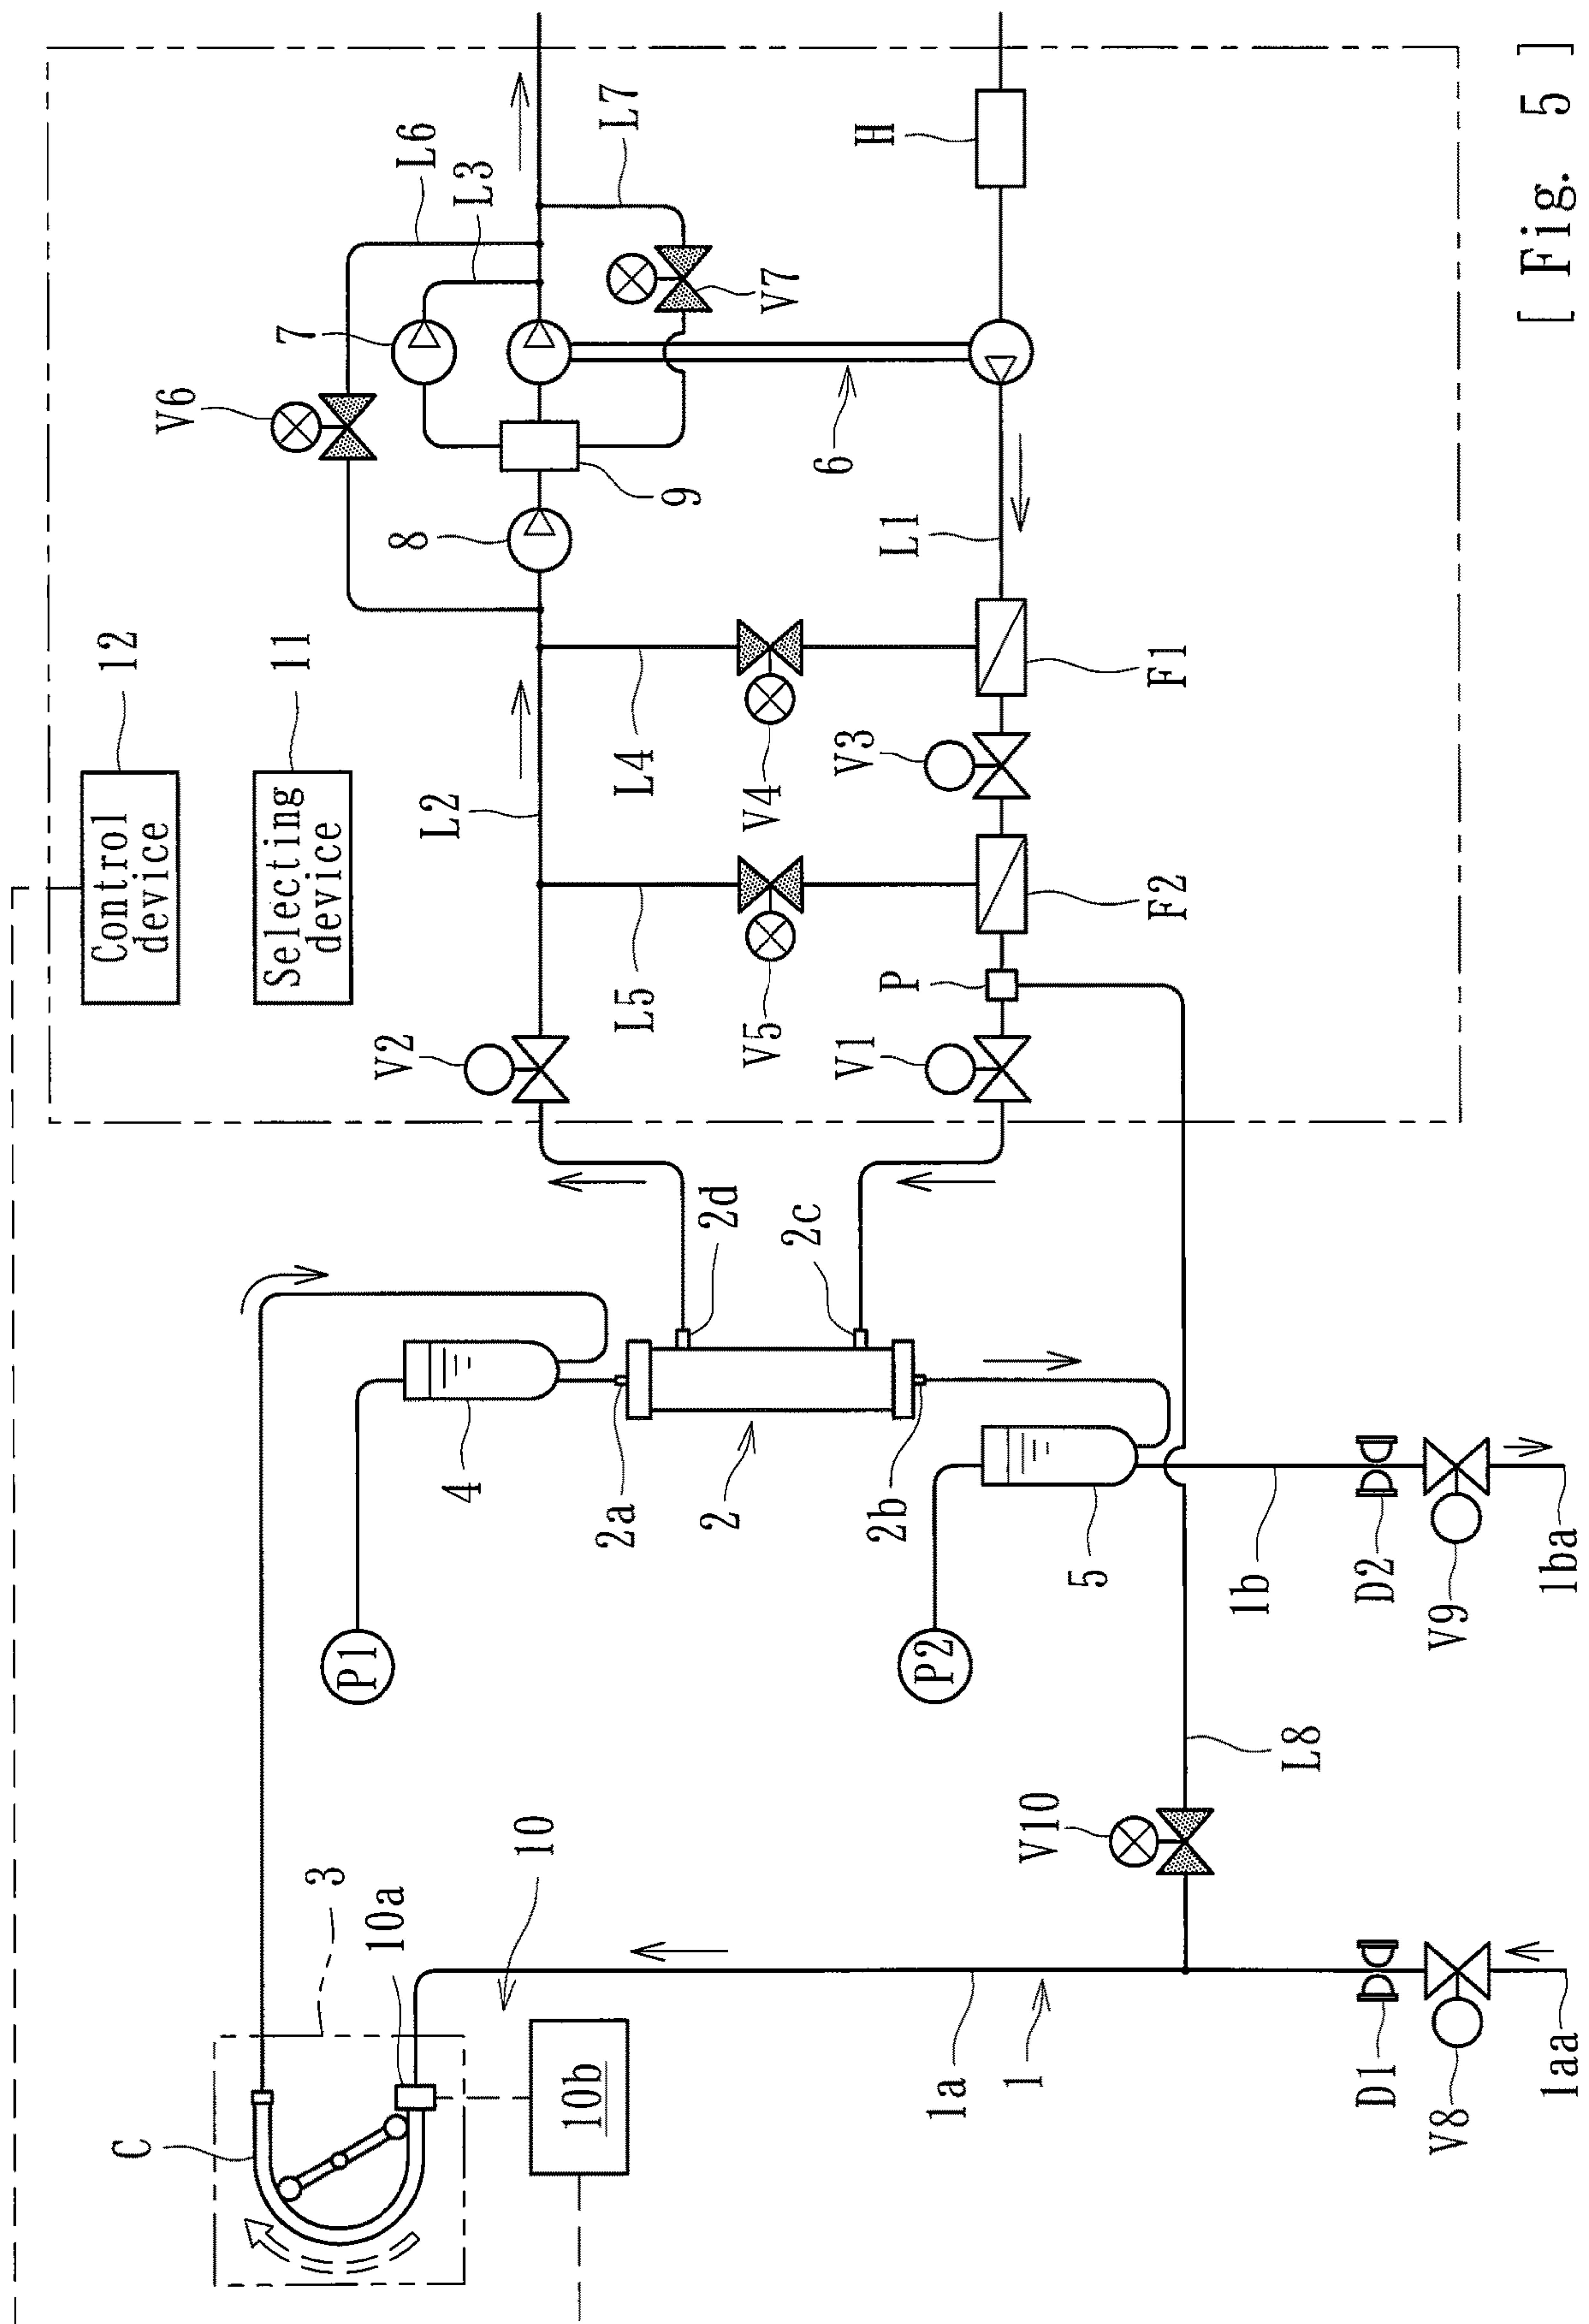 [ Fig. 5 ]
Control
device
12
Selecting
device
11
V6
7
L6
L3
L7
V7
H
8
9
6
L1
L2
L4
V4
V3
F1
L5
V5
F2
P
V2
V1
2d
2c
4
2a
2
2b
5
P1
P2
1b
D2
V9
1ba
L8
V10
10
3
10a
10b
C
1a
1
D1
V8
1aa